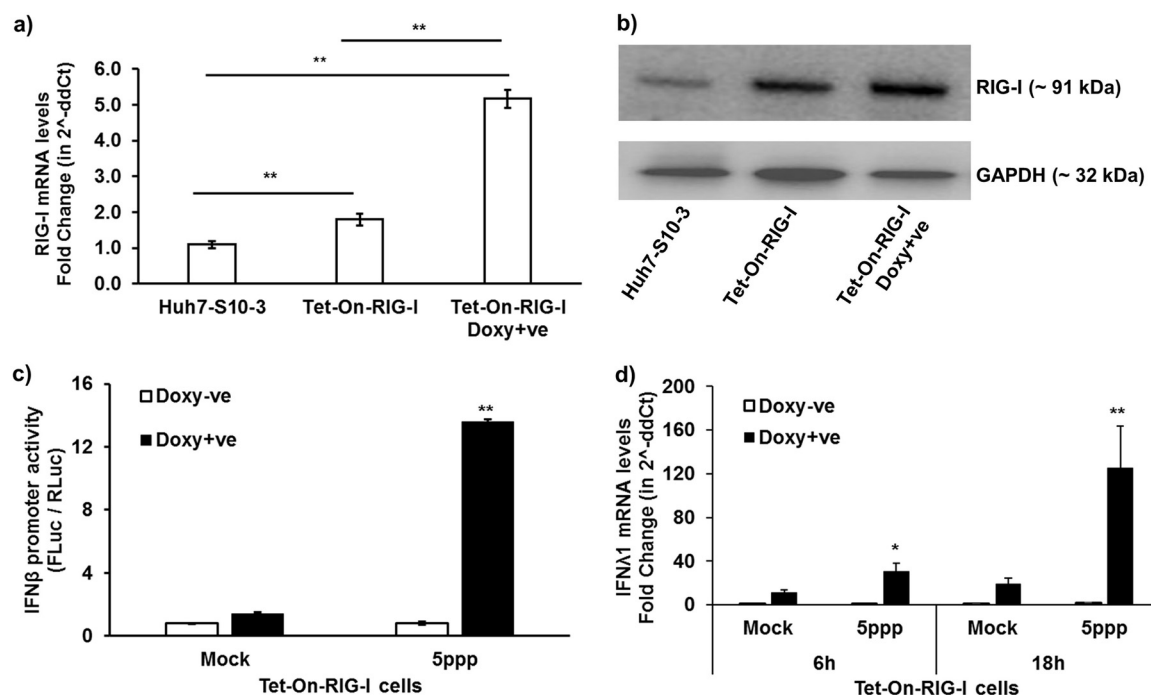 a)
**
**
**
RIG-I mRNA levels
Fold Change (in 2^-ddCt)
6.0
5.0
4.0
3.0
2.0
1.0
0.0
Huh7-S10-3
Tet-On-RIG-I
Tet-On-RIG-I
Doxy+ve
b)
RIG-I (~ 91 kDa)
GAPDH (~ 32 kDa)
Huh7-S10-3
Tet-On-RIG-I
Tet-On-RIG-I
Doxy+ve
c)
IFNβ promoter activity
(FLuc / RLuc)
16
12
8
4
0
Doxy-ve
Doxy+ve
**
Mock
5ppp
Tet-On-RIG-I cells
d)
IFNλ1 mRNA levels
Fold Change (in 2^-ddCt)
200
160
120
80
40
0
Doxy-ve
Doxy+ve
*
**
Mock
5ppp
Mock
5ppp
6h
18h
Tet-On-RIG-I cells